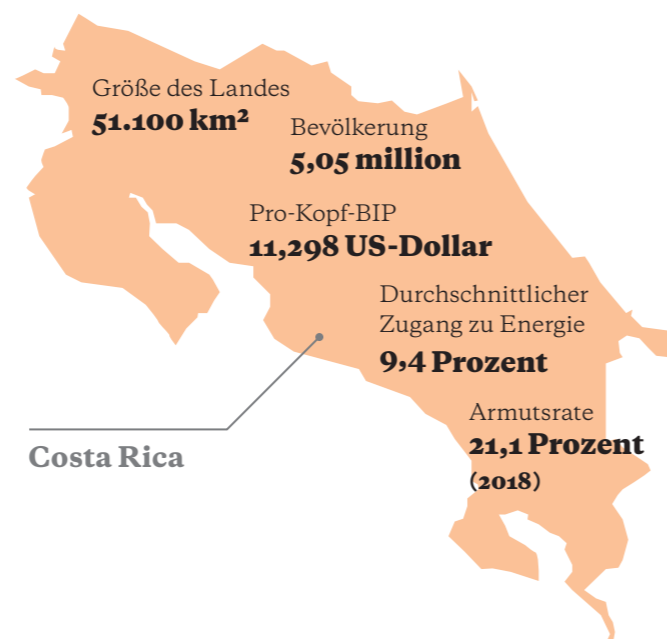 Größe des Landes
51.100 km²
Bevölkerung
5,05 million
Pro-Kopf-BIP
11,298 US-Dollar
Durchschnittlicher
Zugang zu Energie
9,4 Prozent
Armutsrate
21,1 Prozent
(2018)
Costa Rica